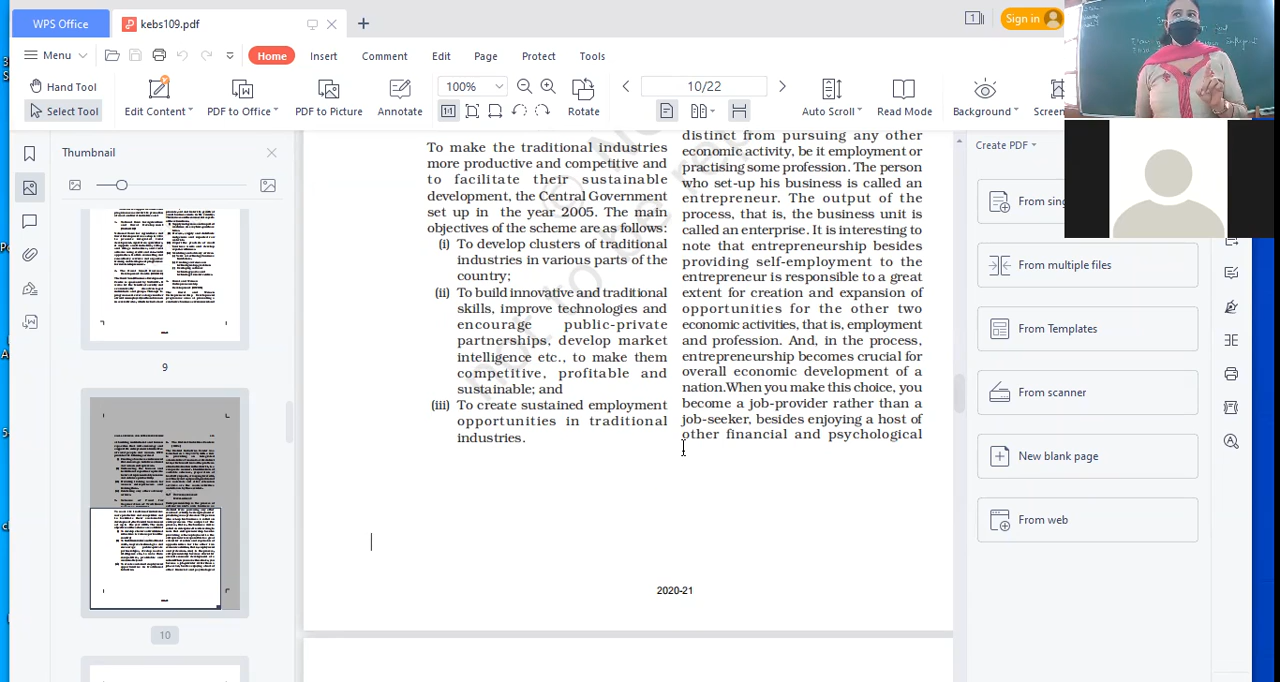 WPS Office
kebs109.pdf
1
Sign in
Menu
Home
Insert
Comment
Edit
Page
Protect
Tools
Hand Tool
Select Tool
Edit Content
PDF to Office
PDF to Picture
Annotate
100%
Rotate
10/22
Auto Scroll
Read Mode
Background
Screen
Thumbnail
9
10
To make the traditional industries
more productive and competitive and
to facilitate their sustainable
development, the Central Government
set up in the year 2005. The main
objectives of the scheme are as follows:
(i) To develop clusters of traditional
industries in various parts of the
country;
(ii) To build innovative and traditional
skills, improve technologies and
encourage public-private
partnerships, develop market
intelligence etc., to make them
competitive, profitable and
sustainable; and
(iii) To create sustained employment
opportunities in traditional
industries.
distinct from pursuing any other
economic activity, be it employment or
practising some profession. The person
who set-up his business is called an
entrepreneur. The output of the
process, that is, the business unit is
called an enterprise. It is interesting to
note that entrepreneurship besides
providing self-employment to the
entrepreneur is responsible to a great
extent for creation and expansion of
opportunities for the other two
economic activities, that is, employment
and profession. And, in the process,
entrepreneurship becomes crucial for
overall economic development of a
nation.When you make this choice, you
become a job-provider rather than a
job-seeker, besides enjoying a host of
other financial and psychological
2020-21
Create PDF
From sing
From multiple files
From Templates
From scanner
New blank page
From web